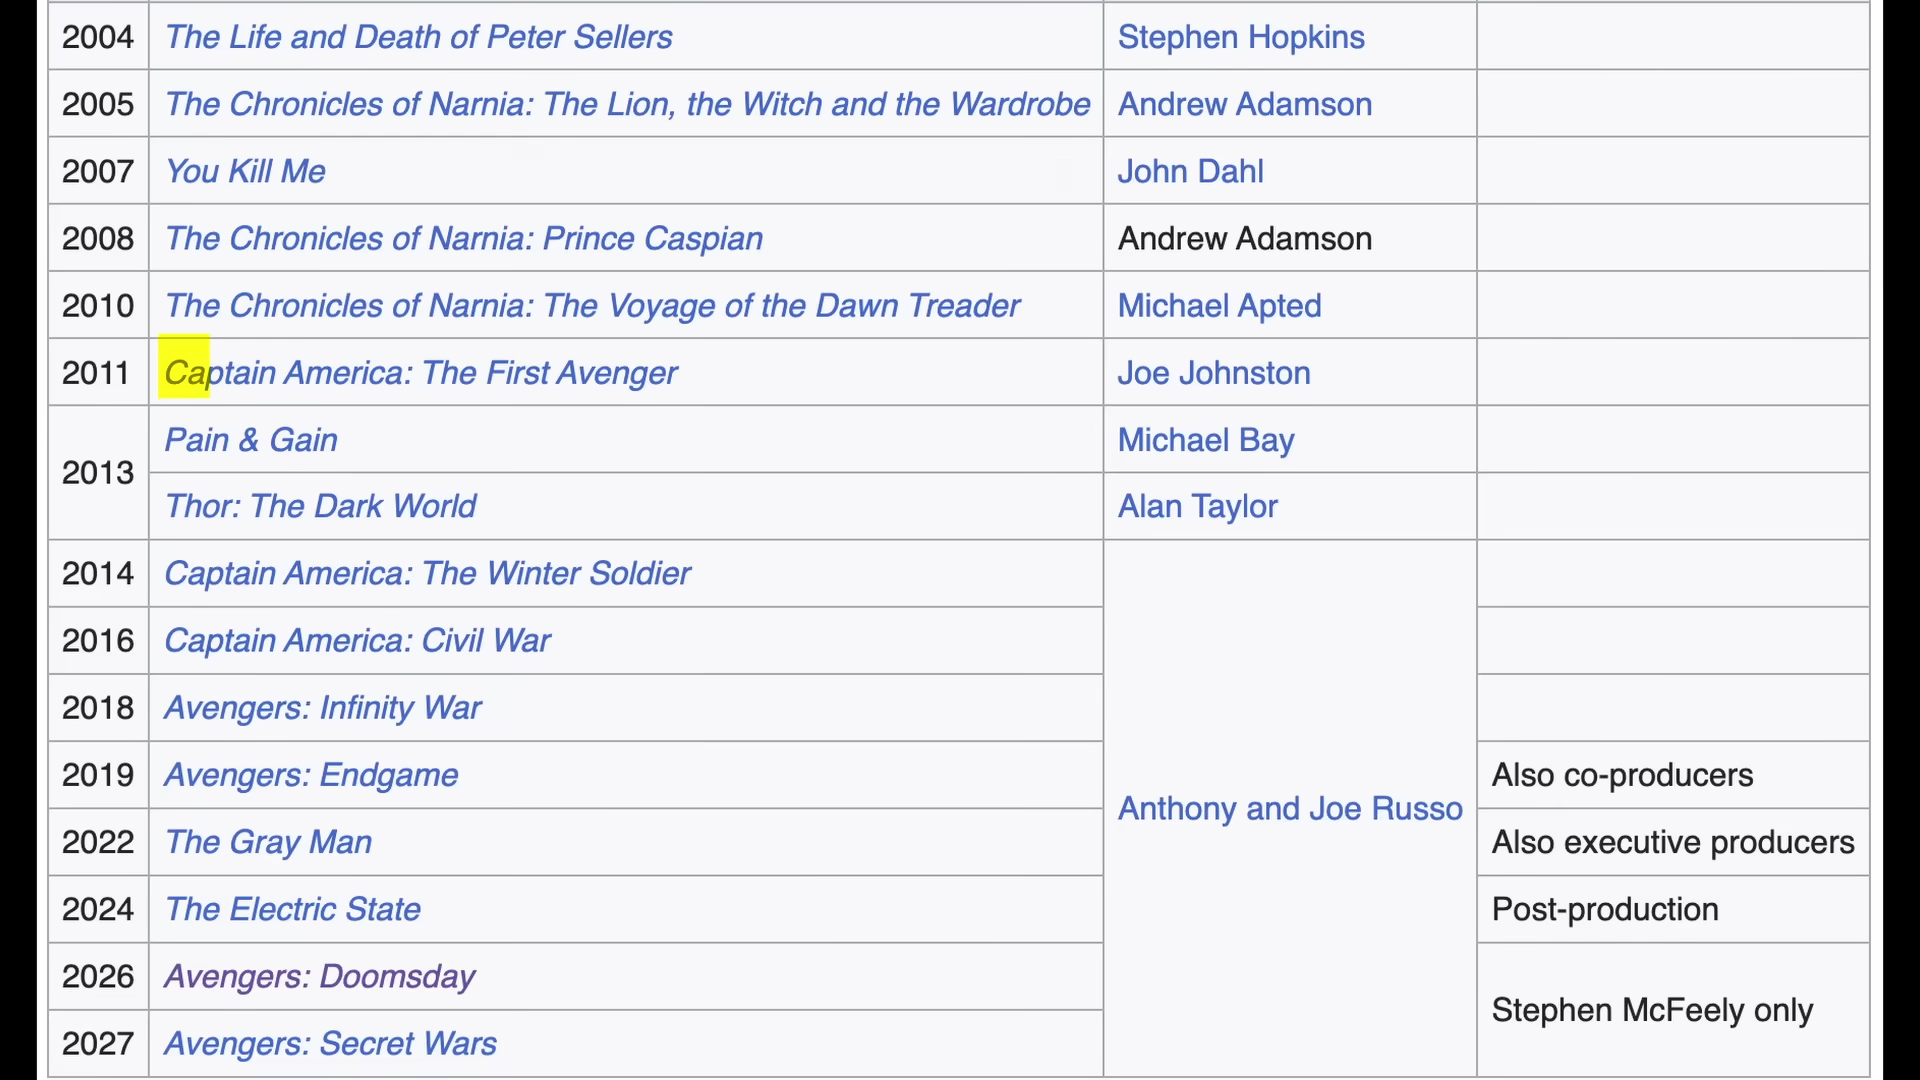 2004 The Life and Death of Peter Sellers Stephen Hopkins
2005 The Chronicles of Narnia: The Lion, the Witch and the Wardrobe Andrew Adamson
2007 You Kill Me John Dahl
2008 The Chronicles of Narnia: Prince Caspian Andrew Adamson
2010 The Chronicles of Narnia: The Voyage of the Dawn Treader Michael Apted
2011 Captain America: The First Avenger Joe Johnston
2013 Pain & Gain Michael Bay
Thor: The Dark World Alan Taylor
2014 Captain America: The Winter Soldier
2016 Captain America: Civil War
2018 Avengers: Infinity War
2019 Avengers: Endgame Also co-producers
Anthony and Joe Russo
2022 The Gray Man Also executive producers
2024 The Electric State Post-production
2026 Avengers: Doomsday
Stephen McFeely only
2027 Avengers: Secret Wars